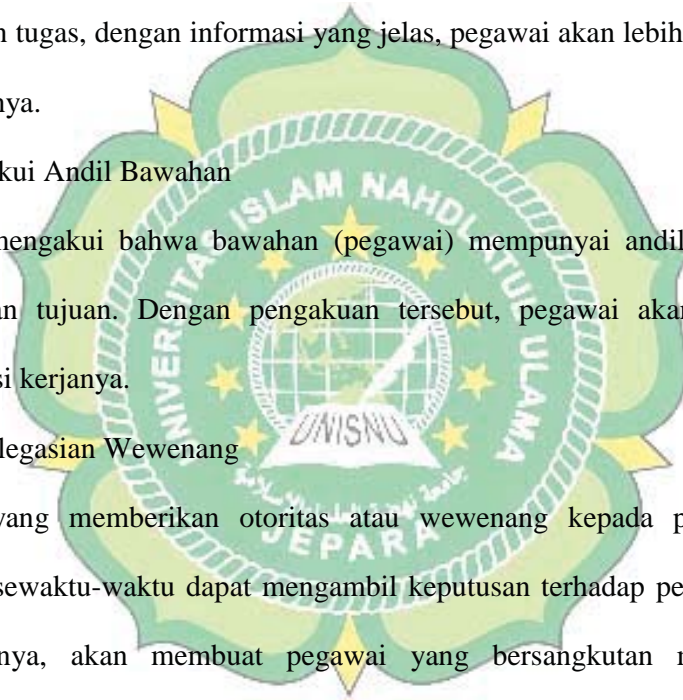 n tugas, dengan informasi yang jelas, pegawai akan lebih
nya.
kui Andil Bawahan
mengakui bahwa bawahan (pegawai) mempunyai andil
an tujuan. Dengan pengakuan tersebut, pegawai akan
si kerjanya.
legasian Wewenang
yang memberikan otoritas atau wewenang kepada p
sewaktu-waktu dapat mengambil keputusan terhadap pe
nya, akan membuat pegawai yang bersangkutan
UNIVERSITAS ISLAM NAHDLATUL ULAMA
UNISNU
JEPARA